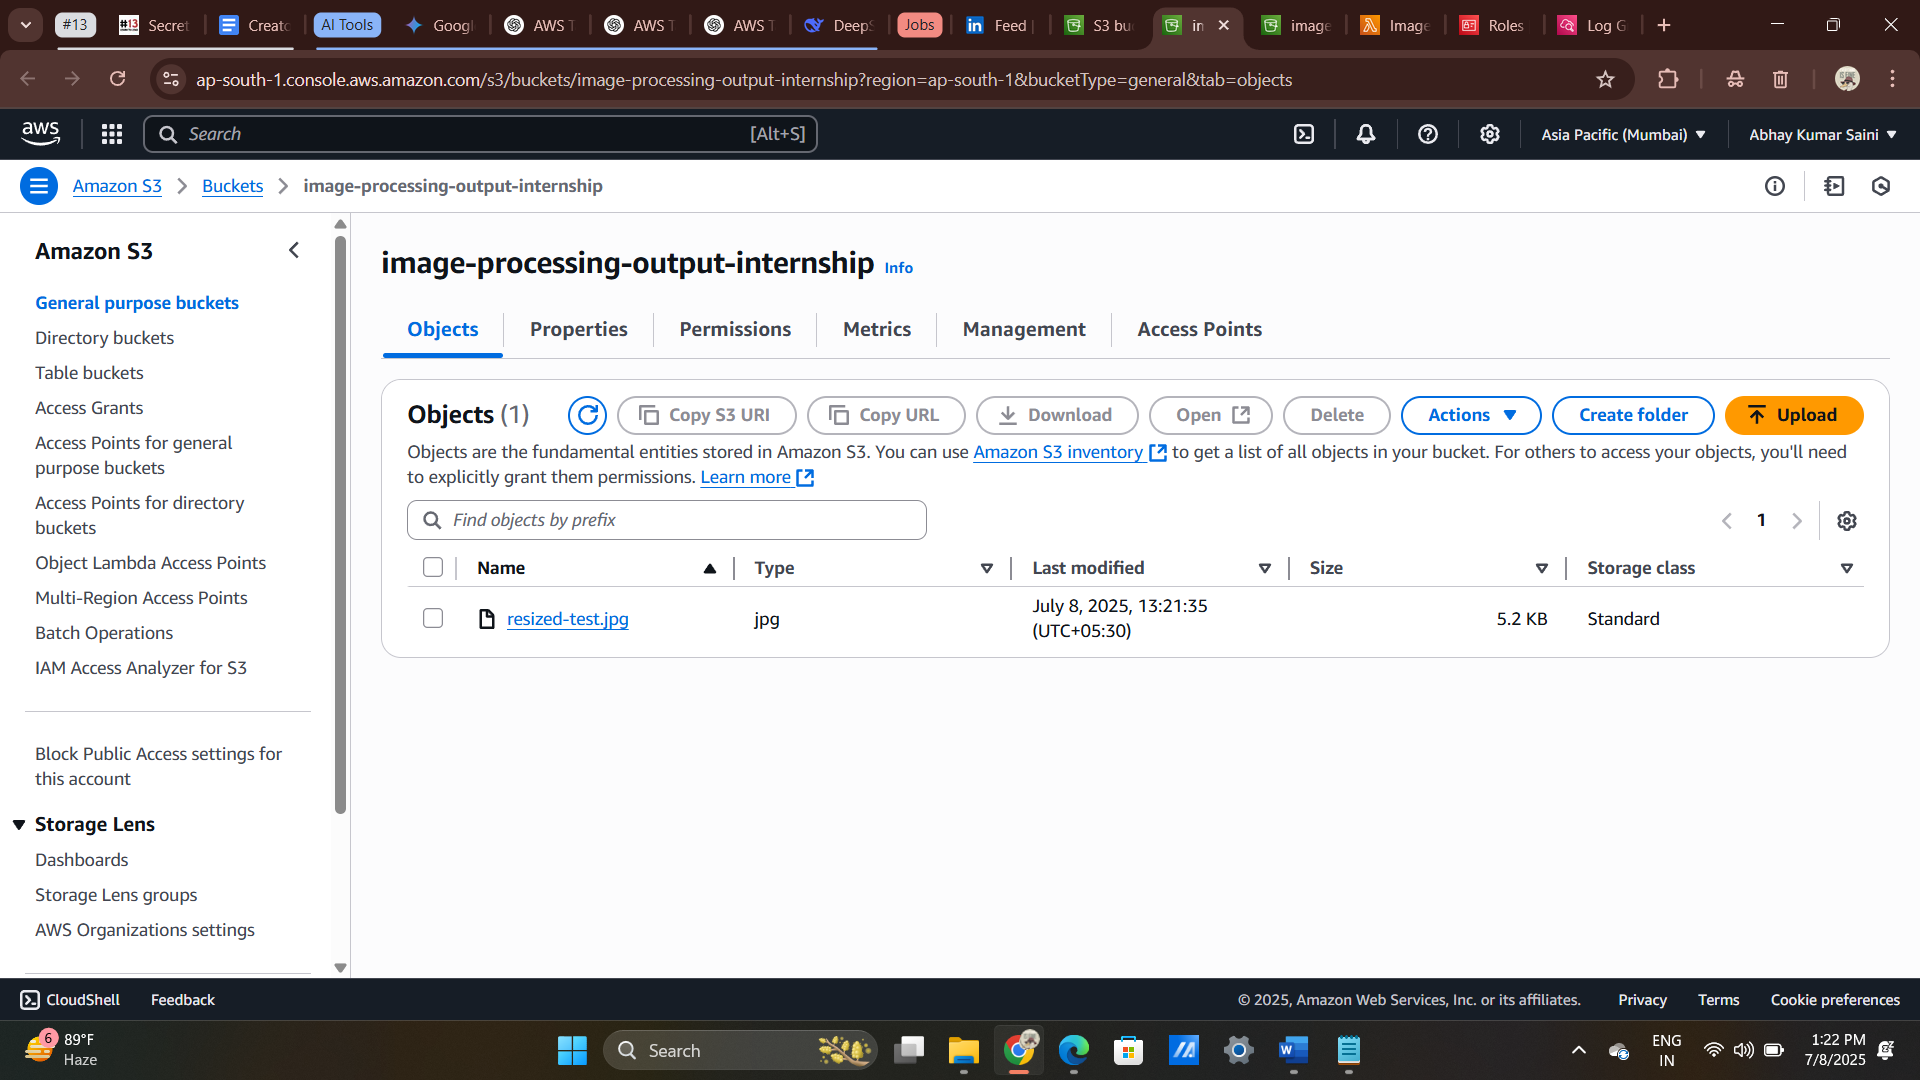 #13
Secret
Creato
AI Tools
Googl
AWS T
AWS T
AWS T
DeepS
Jobs
Feed
S3 bu
in
image
Image
Roles
Log G
ap-south-1.console.aws.amazon.com/s3/buckets/image-processing-output-internship?region=ap-south-1&bucketType=general&tab=objects
aws
Search
[Alt+S]
Asia Pacific (Mumbai)
Abhay Kumar Saini
Amazon S3
Buckets
image-processing-output-internship
Amazon S3
General purpose buckets
Directory buckets
Table buckets
Access Grants
Access Points for general
purpose buckets
Access Points for directory
buckets
Object Lambda Access Points
Multi-Region Access Points
Batch Operations
IAM Access Analyzer for S3
Block Public Access settings for
this account
Storage Lens
Dashboards
Storage Lens groups
AWS Organizations settings
image-processing-output-internship Info
Objects
Properties
Permissions
Metrics
Management
Access Points
Objects (1)
Copy S3 URI
Copy URL
Download
Open
Delete
Actions
Create folder
Upload
Objects are the fundamental entities stored in Amazon S3. You can use Amazon S3 inventory to get a list of all objects in your bucket. For others to access your objects, you'll need
to explicitly grant them permissions. Learn more
Find objects by prefix
1
Name
Type
Last modified
Size
Storage class
resized-test.jpg
jpg
July 8, 2025, 13:21:35
(UTC+05:30)
5.2 KB
Standard
CloudShell
Feedback
© 2025, Amazon Web Services, Inc. or its affiliates.
Privacy
Terms
Cookie preferences
6
89°F
Haze
Search
ENG
IN
1:22 PM
7/8/2025